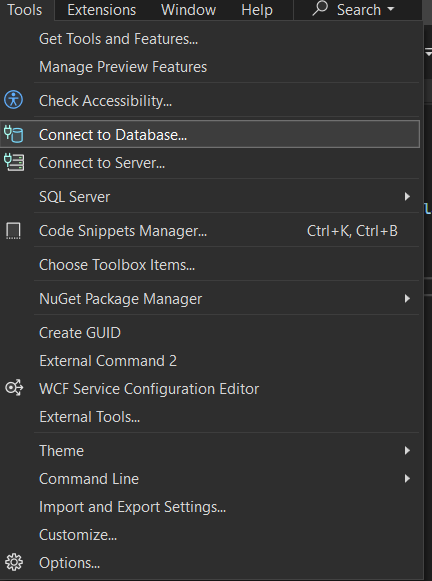 Tools Extensions Window Help Search
Get Tools and Features...
Manage Preview Features
Check Accessibility...
Connect to Database...
Connect to Server...
SQL Server
Code Snippets Manager... Ctrl+K, Ctrl+B
Choose Toolbox Items...
NuGet Package Manager
Create GUID
External Command 2
WCF Service Configuration Editor
External Tools...
Theme
Command Line
Import and Export Settings...
Customize...
Options...